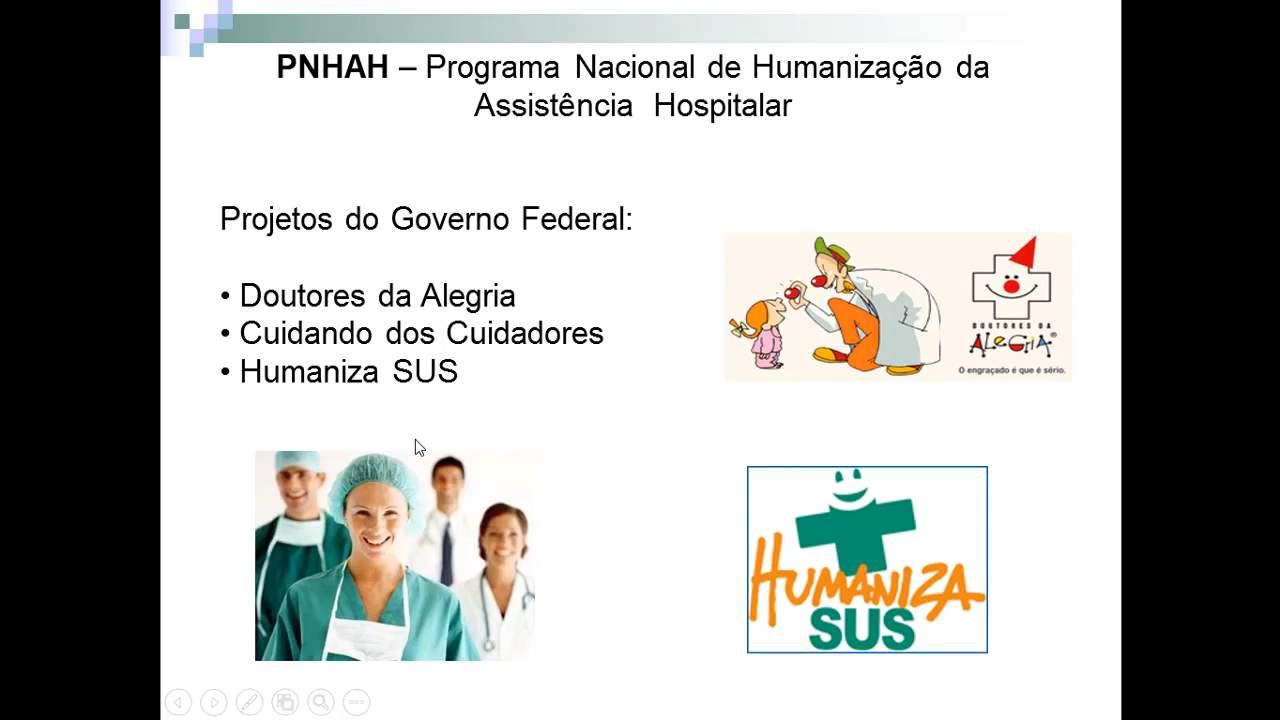 PNHAH – Programa Nacional de Humanização da
Assistência Hospitalar
Projetos do Governo Federal:
• Doutores da Alegria
• Cuidando dos Cuidadores
• Humaniza SUS
DOUTORES DA
ALEGRIA®
O engraçado é que é sério.
HUMANIZA
SUS